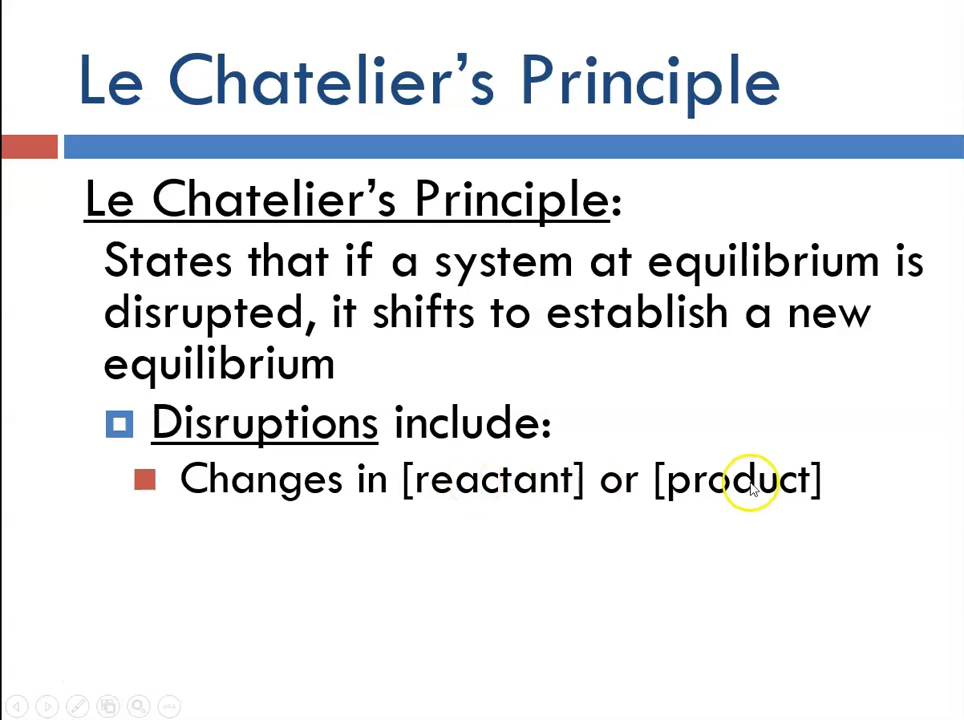 Le Chatelier’s Principle
Le Chatelier’s Principle:
States that if a system at equilibrium is
disrupted, it shifts to establish a new
equilibrium
Disruptions include:
Changes in [reactant] or [product]